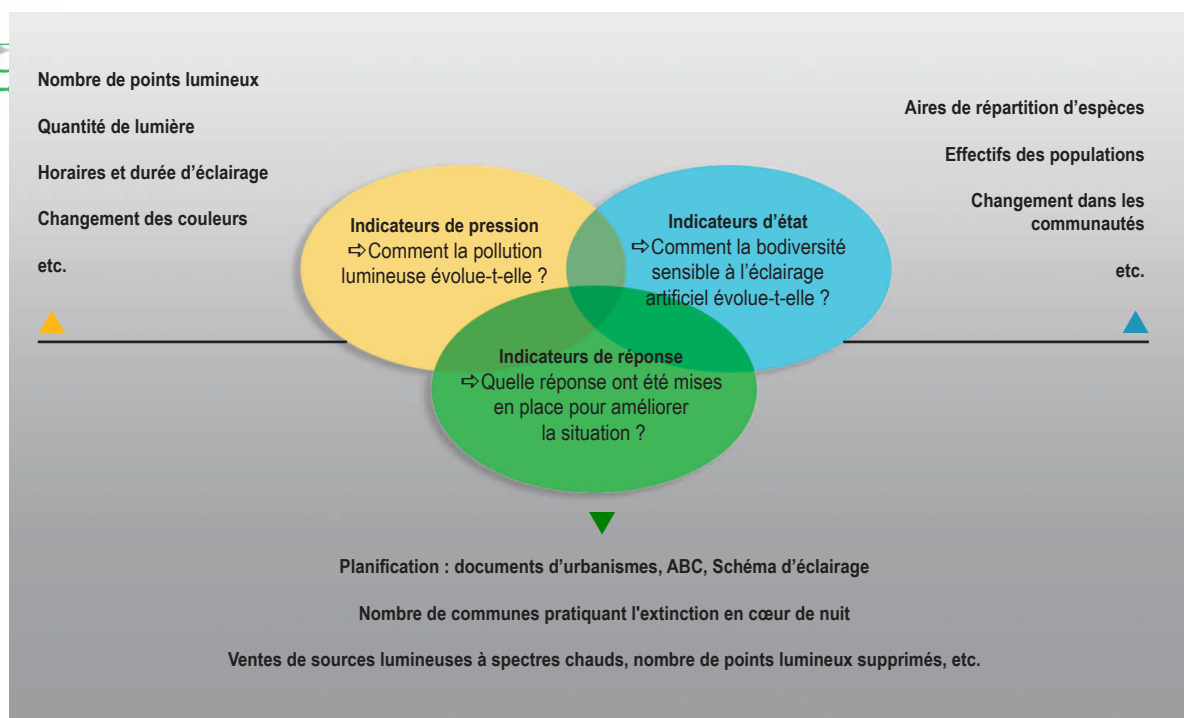 Nombre de points lumineux
Quantité de lumière
Horaires et durée d'éclairage
Changement des couleurs
etc.
Aires de répartition d'espèces
Effectifs des populations
Changement dans les
communautés
etc.
Indicateurs de pression
⇨Comment la pollution
lumineuse évolue-t-elle ?
Indicateurs d'état
⇨Comment la bodiversité
sensible à l'éclairage
artificiel évolue-t-elle ?
Indicateurs de réponse
⇨Quelle réponse ont été mises
en place pour améliorer
la situation ?
Planification : documents d'urbanismes, ABC, Schéma d'éclairage
Nombre de communes pratiquant l'extinction en cœur de nuit
Ventes de sources lumineuses à spectres chauds, nombre de points lumineux supprimés, etc.